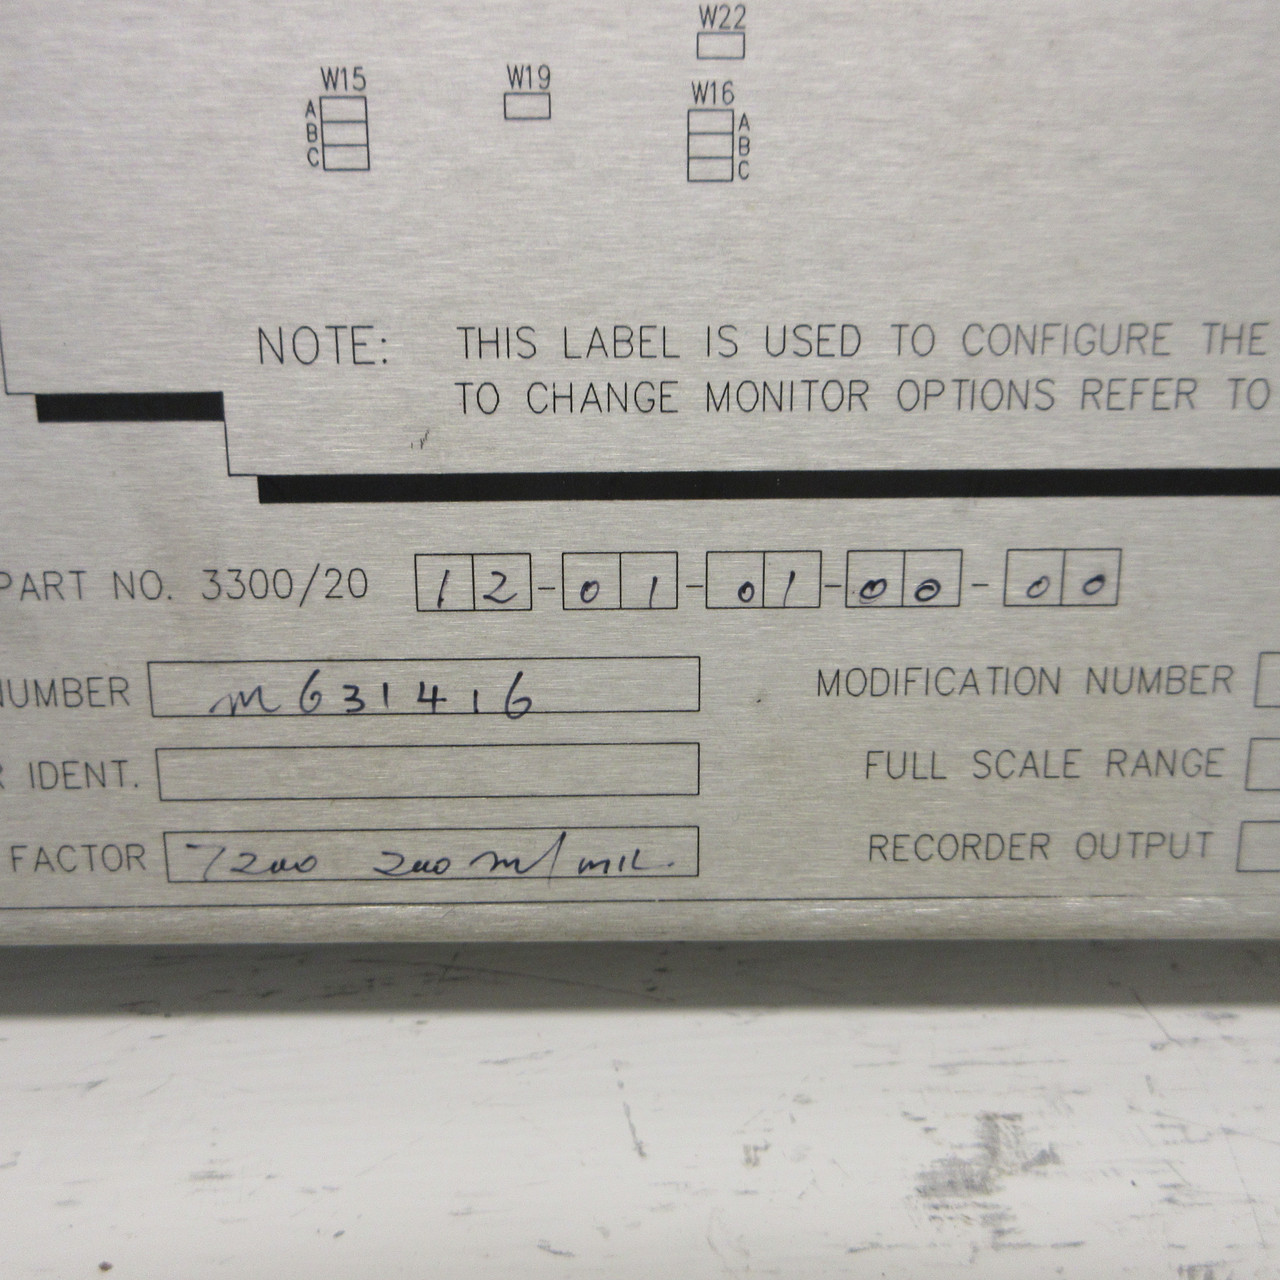 W22
W15 W19 W16
A A
B B
C C
NOTE: THIS LABEL IS USED TO CONFIGURE THE
TO CHANGE MONITOR OPTIONS REFER TO
PART NO. 3300/20 12-01-01-00-00
NUMBER M631416 MODIFICATION NUMBER
R IDENT. FULL SCALE RANGE
FACTOR 7200 200 m/mil. RECORDER OUTPUT